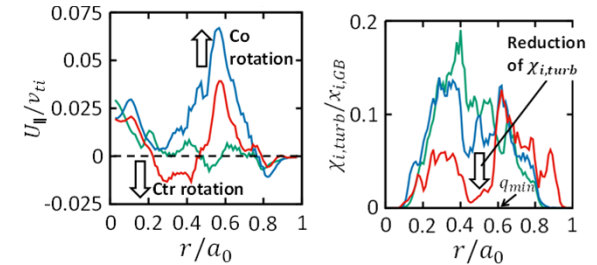 0.075
0.05
0.025
0
-0.025
U∥/vti
Co
rotation
Ctr rotation
0 0.2 0.4 0.6 0.8 1
r/a0
0.2
0.1
0
χi,turb/xi,GB
Reduction
of χi,turb
qmin
0 0.2 0.4 0.6 0.8 1
r/a0